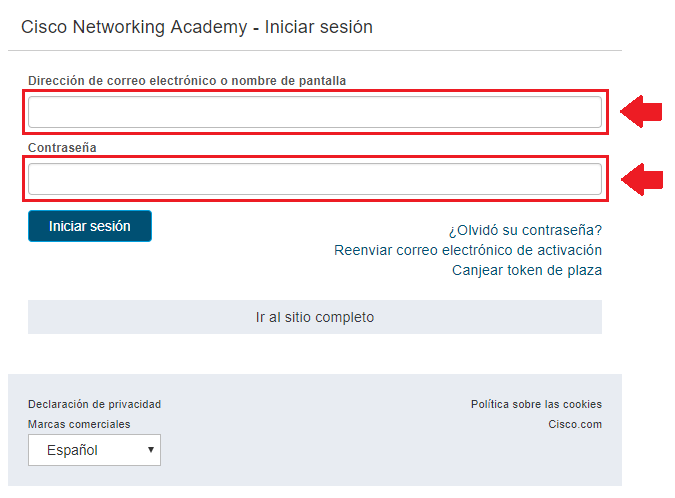 Cisco Networking Academy - Iniciar sesión
Dirección de correo electrónico o nombre de pantalla
Contraseña
Iniciar sesión
¿Olvidó su contraseña?
Reenviar correo electrónico de activación
Canjear token de plaza
Ir al sitio completo
Declaración de privacidad
Política sobre las cookies
Marcas comerciales
Cisco.com
Español